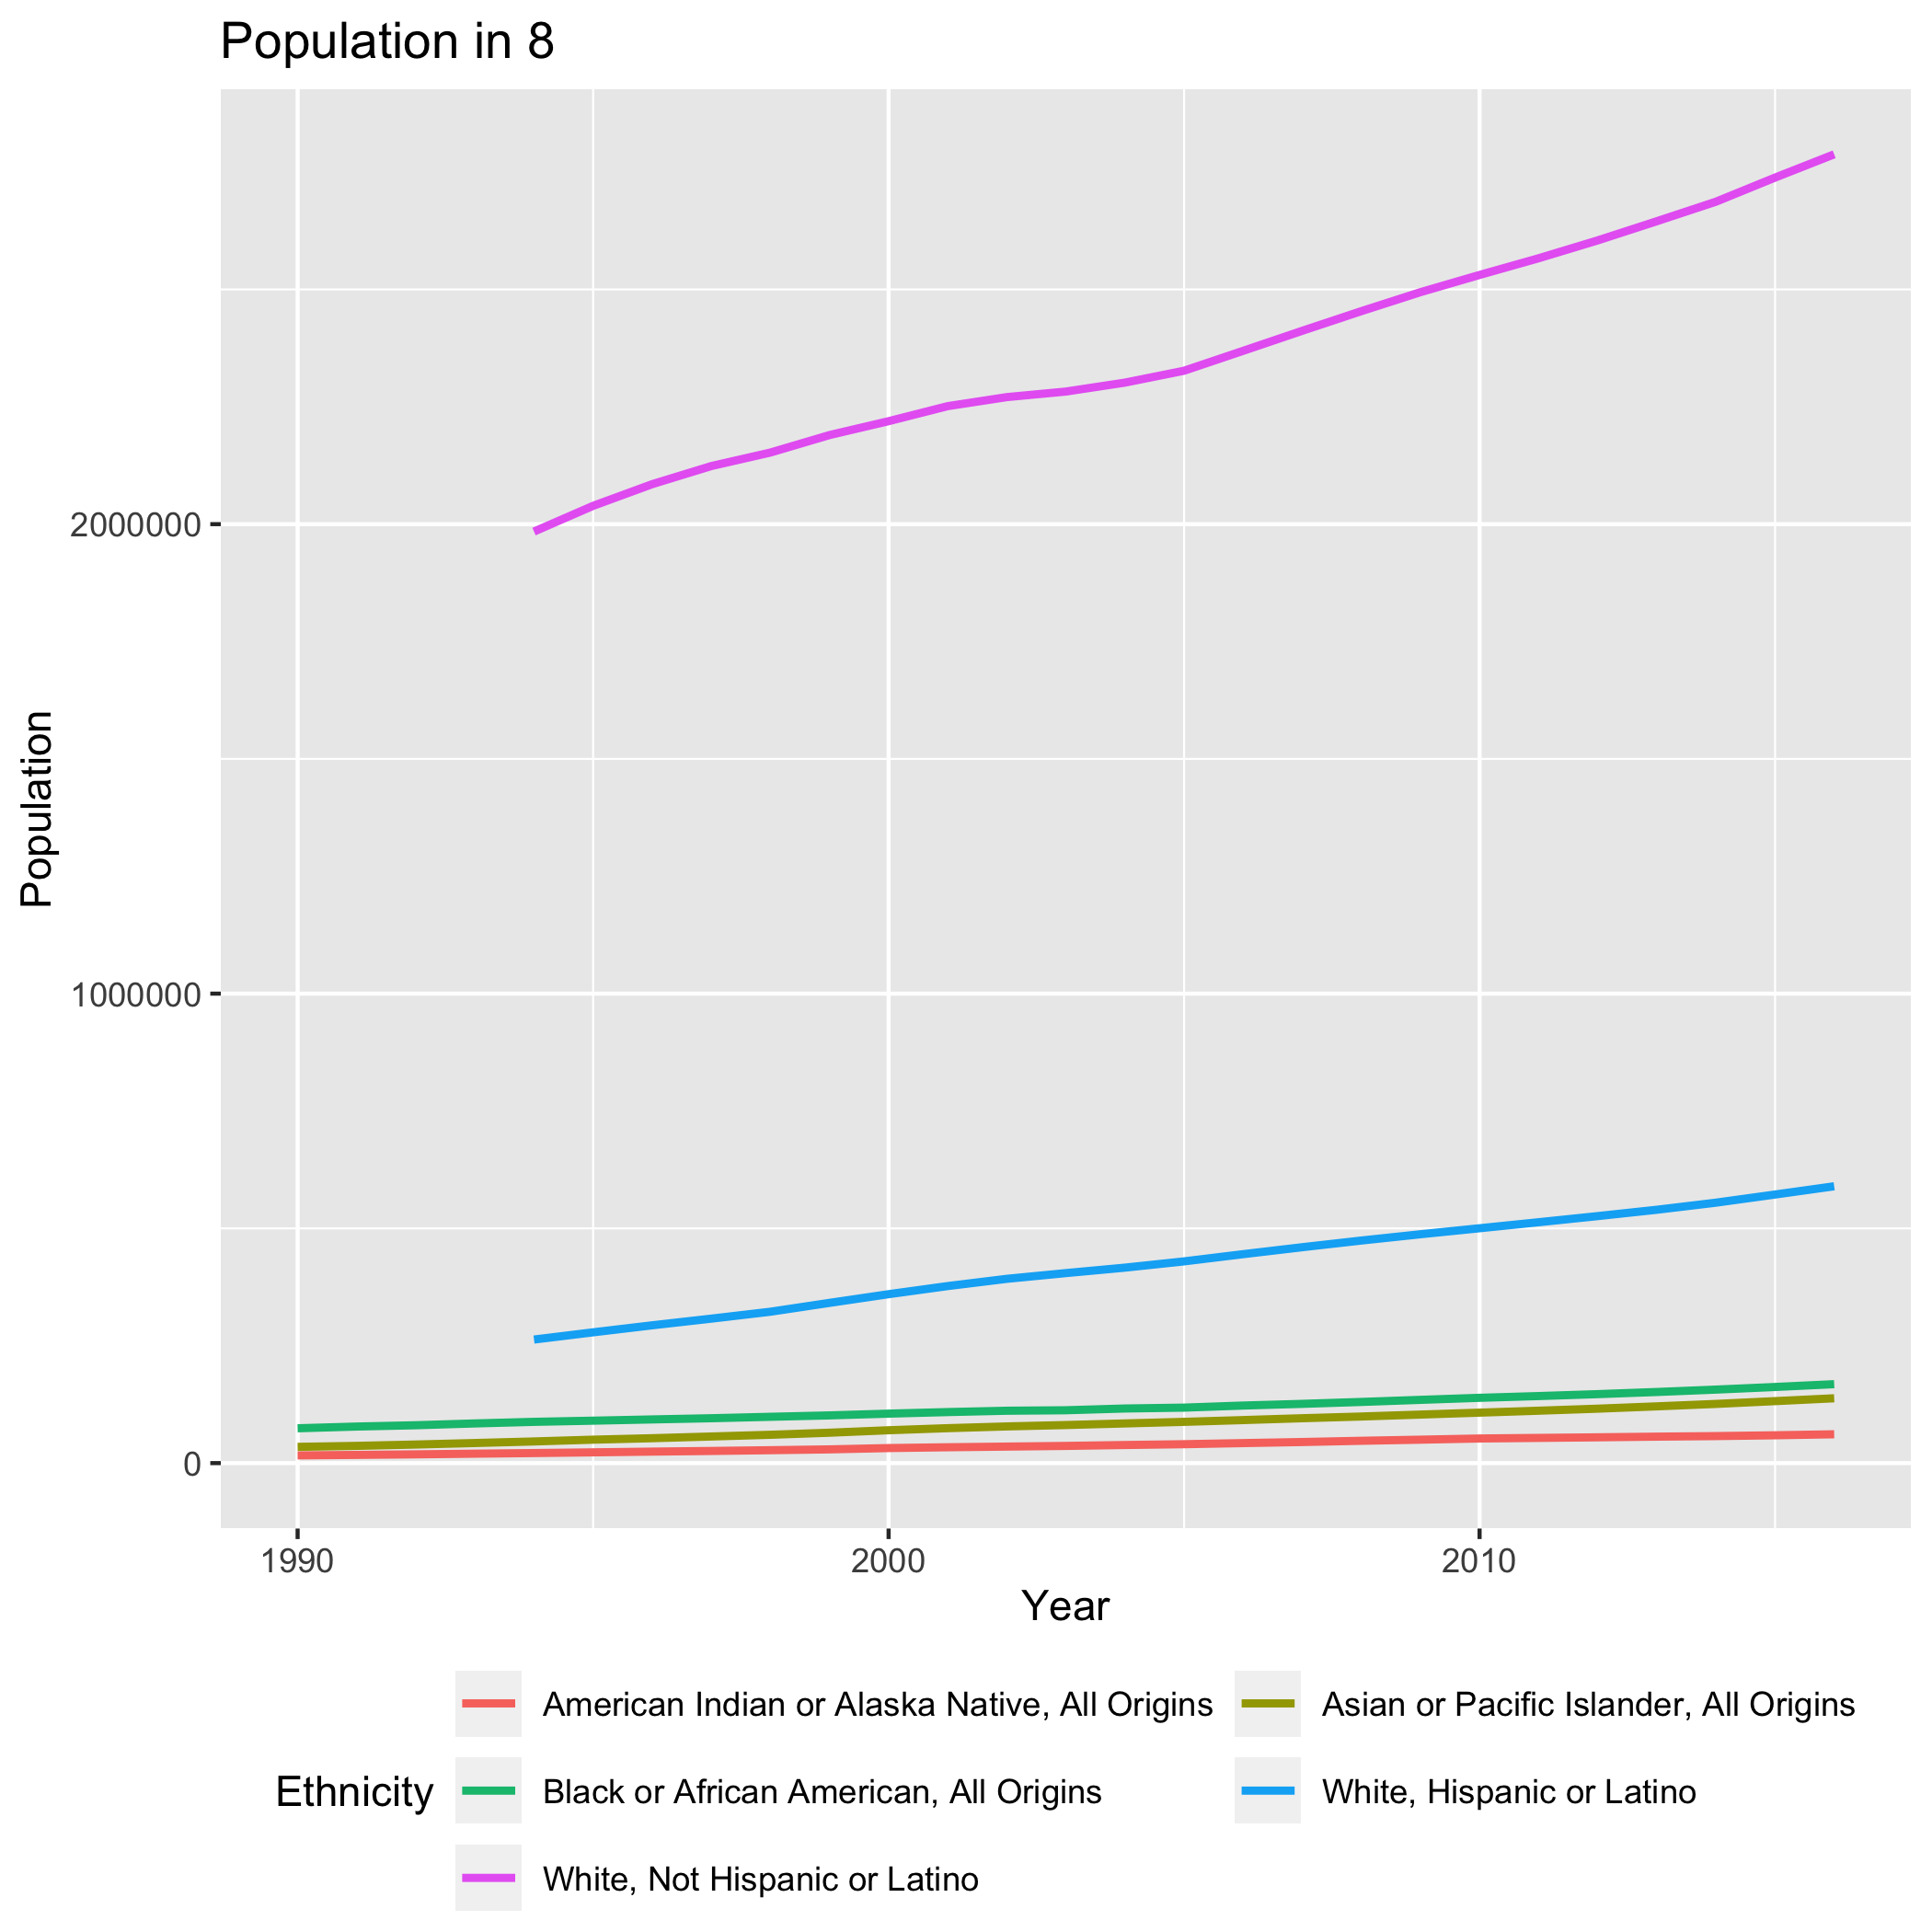 Population in 8
Population
2000000
1000000
0
1990
2000
2010
Year
Ethnicity
American Indian or Alaska Native, All Origins
Asian or Pacific Islander, All Origins
Black or African American, All Origins
White, Hispanic or Latino
White, Not Hispanic or Latino